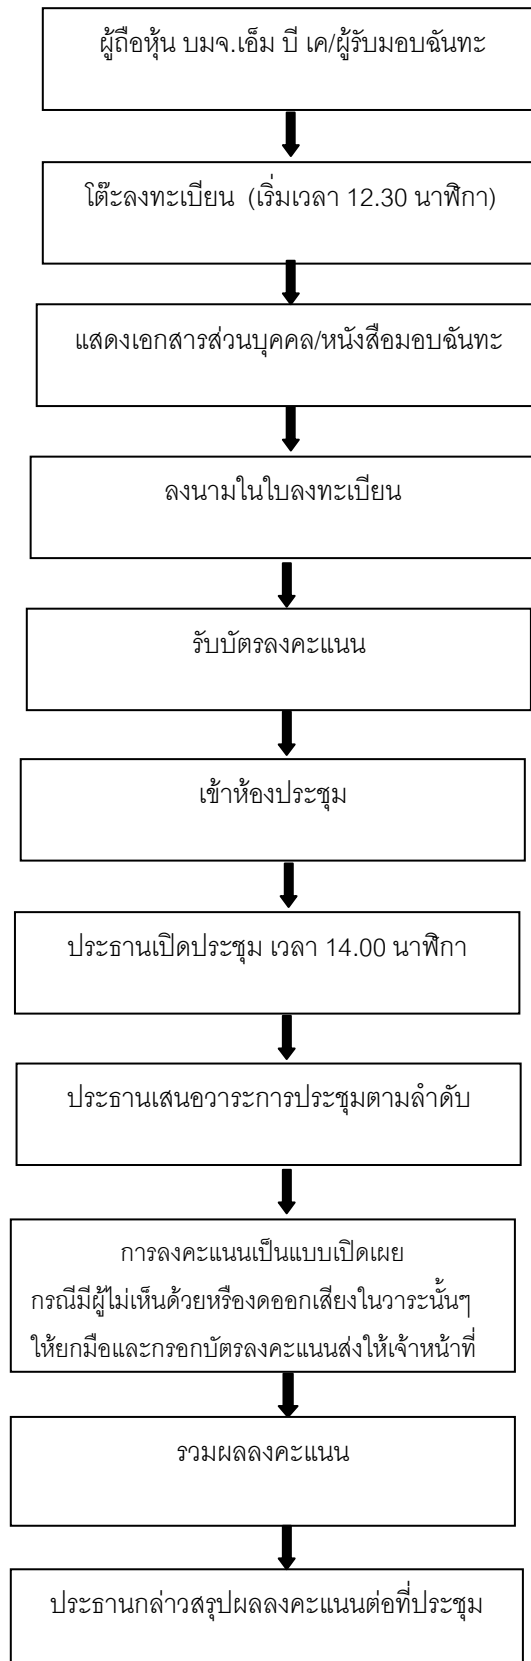 ผู้ถือหุ้น บมจ.เอ็ม บี เค/ผู้รับมอบฉันทะ
โต๊ะลงทะเบียน (เริ่มเวลา 12.30 นาฬิกา)
แสดงเอกสารส่วนบุคคล/หนังสือมอบฉันทะ
ลงนามในใบลงทะเบียน
รับบัตรลงคะแนน
เข้าห้องประชุม
ประธานเปิดประชุม เวลา 14.00 นาฬิกา
ประธานเสนอวาระการประชุมตามลำดับ
การลงคะแนนเป็นแบบเปิดเผย
กรณีมีผู้ไม่เห็นด้วยหรืองดออกเสียงในวาระนั้นๆ
ให้ยกมือและกรอกบัตรลงคะแนนส่งให้เจ้าหน้าที่
รวมผลลงคะแนน
ประธานกล่าวสรุปผลลงคะแนนต่อที่ประชุม